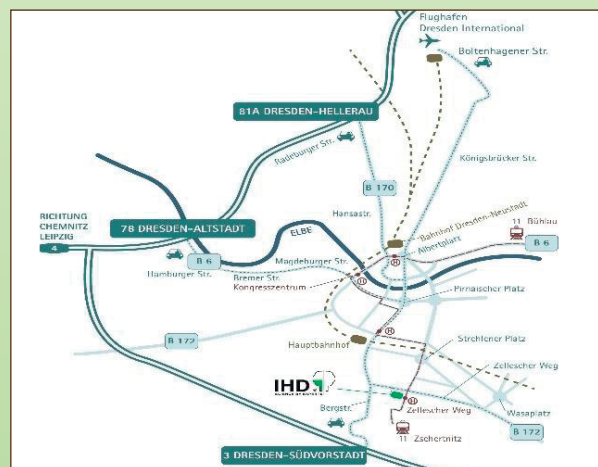 Flughafen
Dresden International
Boltenhagener Str.
81A DRESDEN-HELLERAU
Radeburger Str.
Königsbrücker Str.
B 170
Hansastr.
Bahnhof Dresden-Neustadt
Albertplatz
11 Bühlau
RICHTUNG
CHEMNITZ
LEIPZIG
4
78 DRESDEN-ALTSTADT
ELBE
B 6
B 6
Hamburger Str.
Magdeburger Str.
Bremer Str.
Kongresszentrum
H
H
Pirnaischer Platz
B 172
Hauptbahnhof
H
Strehlener Platz
Zellescher Weg
IHD
Bergstr.
H
Zellescher Weg
Wasaplatz
B 172
11 Zschertnitz
3 DRESDEN-SÜDVORSTADT